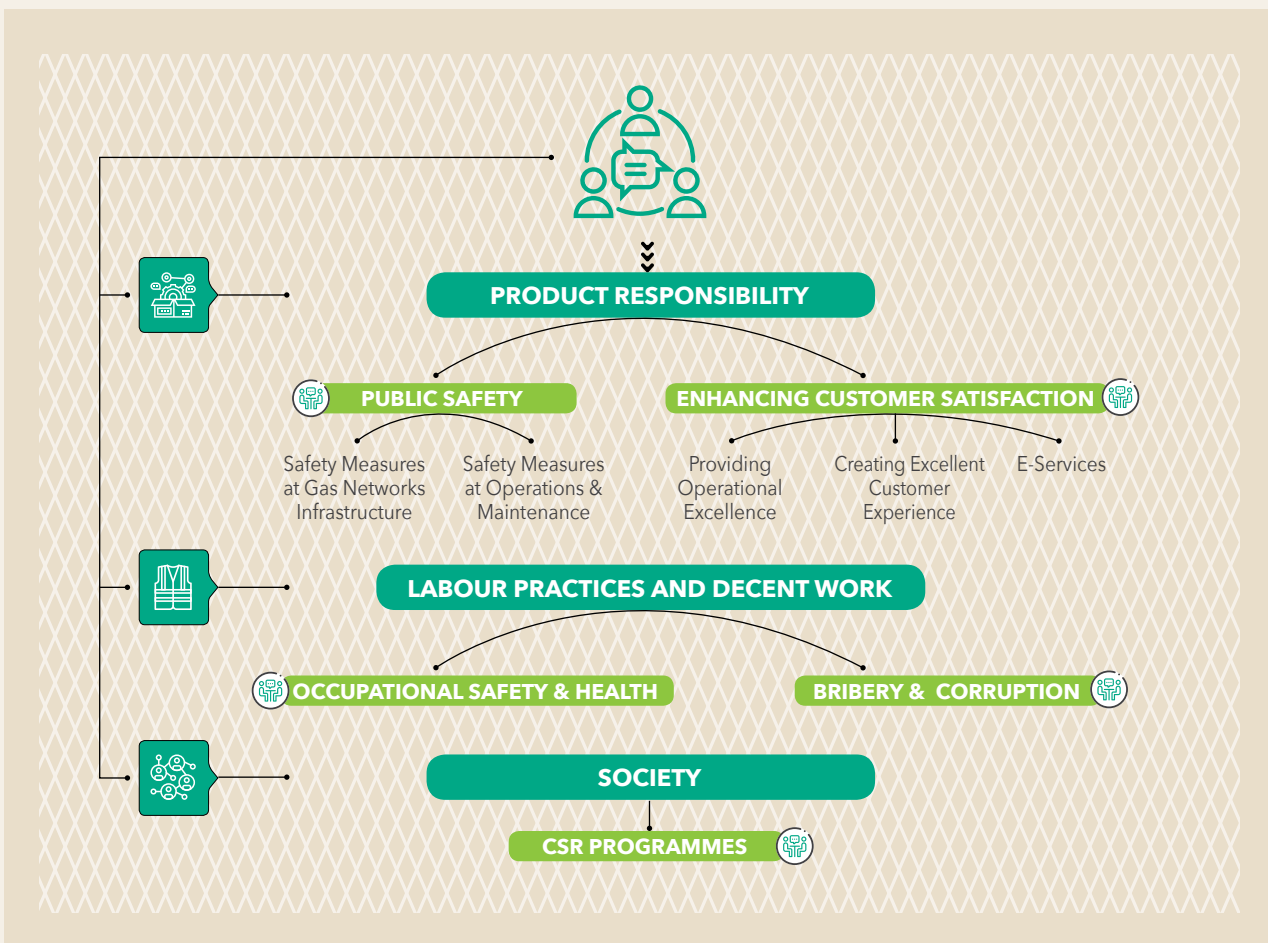 PRODUCT RESPONSIBILITY
PUBLIC SAFETY
ENHANCING CUSTOMER SATISFACTION
Safety Measures
at Gas Networks
Infrastructure
Safety Measures
at Operations &
Maintenance
Providing
Operational
Excellence
Creating Excellent
Customer
Experience
E-Services
LABOUR PRACTICES AND DECENT WORK
OCCUPATIONAL SAFETY & HEALTH
BRIBERY & CORRUPTION
SOCIETY
CSR PROGRAMMES